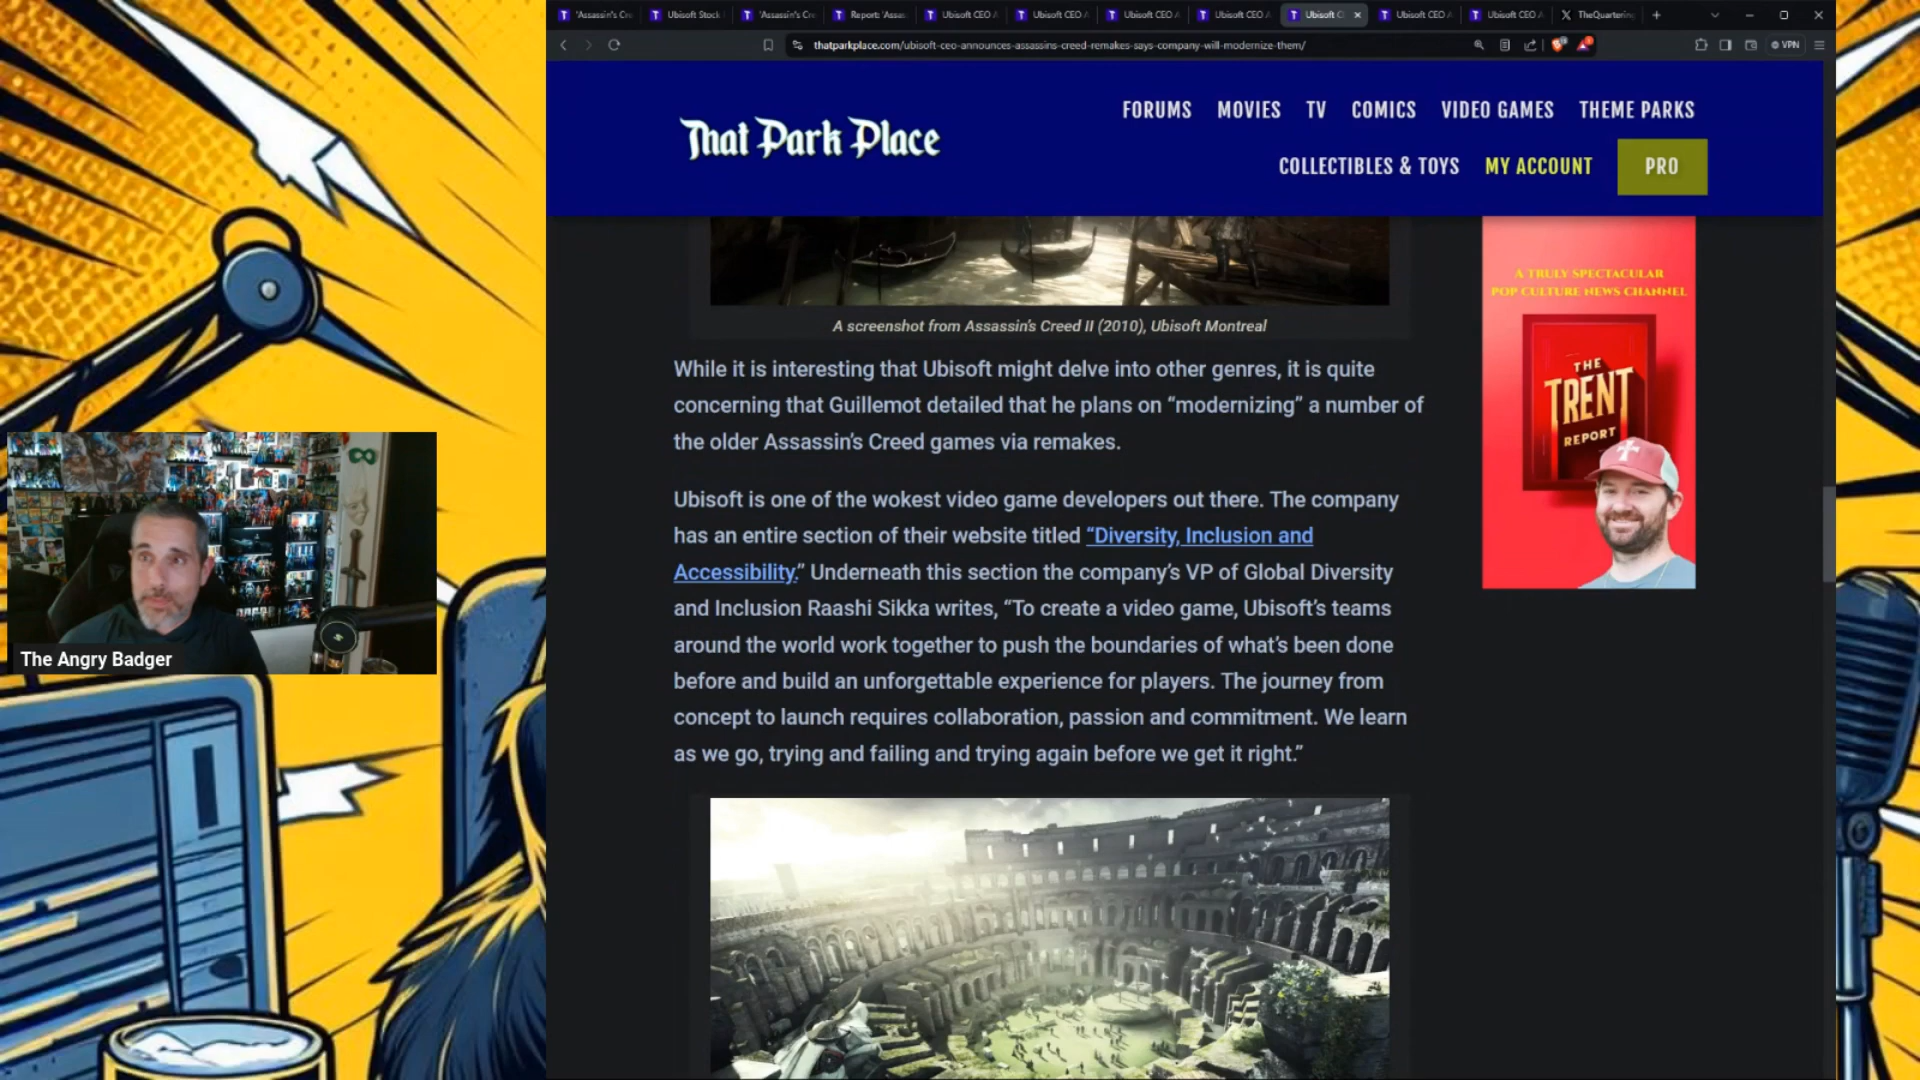 'Assassin's Cre
Ubisoft Stock
'Assassin's Cre
Report: 'Assas
Ubisoft CEO A
Ubisoft CEO A
Ubisoft CEO A
Ubisoft CEO A
Ubisoft C
Ubisoft CEO A
Ubisoft CEO A
TheQuartering
thatparkplace.com/ubisoft-ceo-announces-assassins-creed-remakes-says-company-will-modernize-them/
VPN
That Park Place
FORUMS MOVIES TV COMICS VIDEO GAMES THEME PARKS
COLLECTIBLES & TOYS MY ACCOUNT PRO
A screenshot from Assassin's Creed II (2010), Ubisoft Montreal
While it is interesting that Ubisoft might delve into other genres, it is quite
concerning that Guillemot detailed that he plans on “modernizing” a number of
the older Assassin's Creed games via remakes.
Ubisoft is one of the wokest video game developers out there. The company
has an entire section of their website titled “Diversity, Inclusion and
Accessibility.” Underneath this section the company's VP of Global Diversity
and Inclusion Raashi Sikka writes, “To create a video game, Ubisoft's teams
around the world work together to push the boundaries of what's been done
before and build an unforgettable experience for players. The journey from
concept to launch requires collaboration, passion and commitment. We learn
as we go, trying and failing and trying again before we get it right.”
A TRULY SPECTACULAR
POP CULTURE NEWS CHANNEL
THE
TRENT
REPORT
The Angry Badger